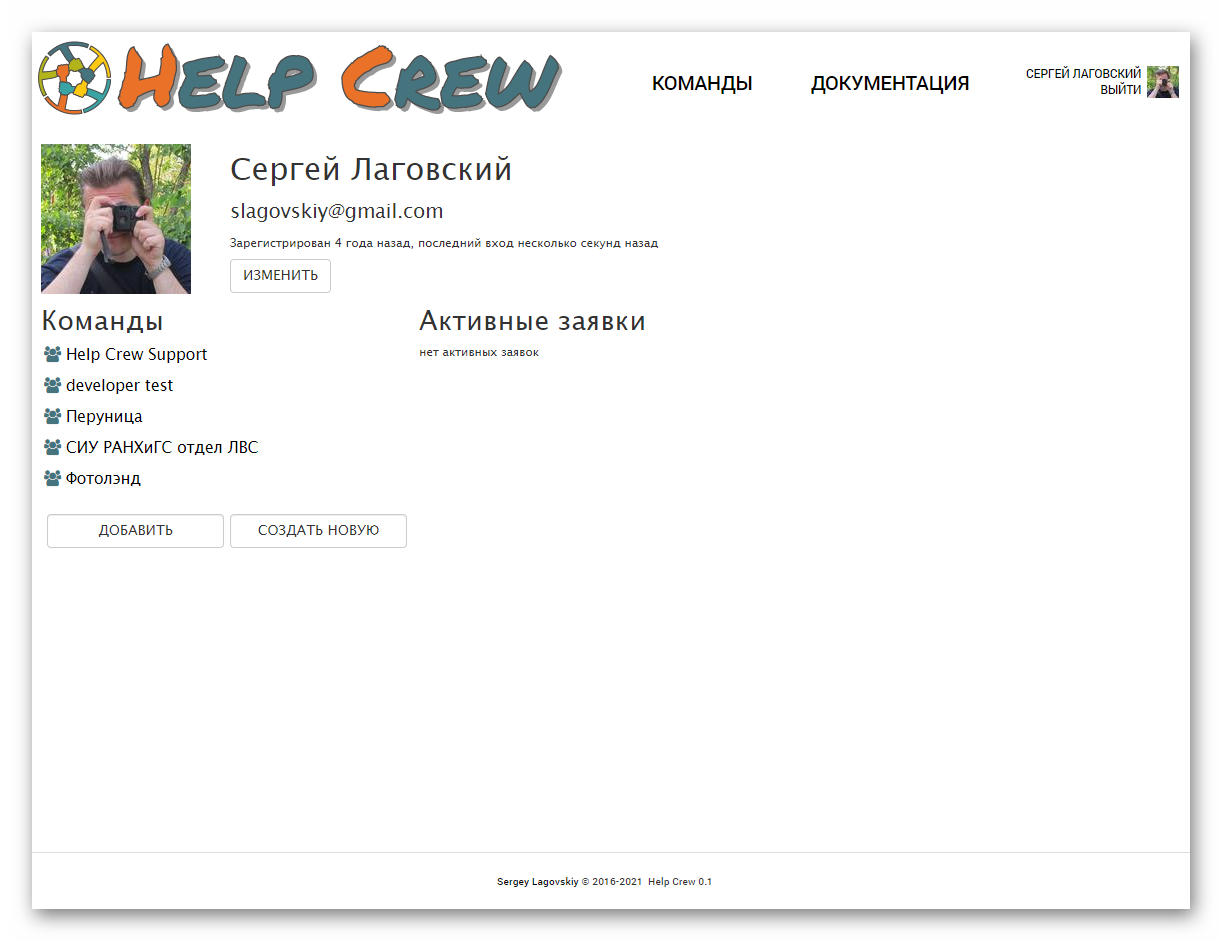 Help Crew
КОМАНДЫ
ДОКУМЕНТАЦИЯ
СЕРГЕЙ ЛАГОВСКИЙ
ВЫЙТИ
Сергей Лаговский
slagovskiy@gmail.com
Зарегистрирован 4 года назад, последний вход несколько секунд назад
ИЗМЕНИТЬ
Команды
Help Crew Support
developer test
Перуница
СИУ РАНХиГС отдел ЛВС
Фотолэнд
ДОБАВИТЬ
СОЗДАТЬ НОВУЮ
Активные заявки
нет активных заявок
Sergey Lagovskiy © 2016-2021 Help Crew 0.1